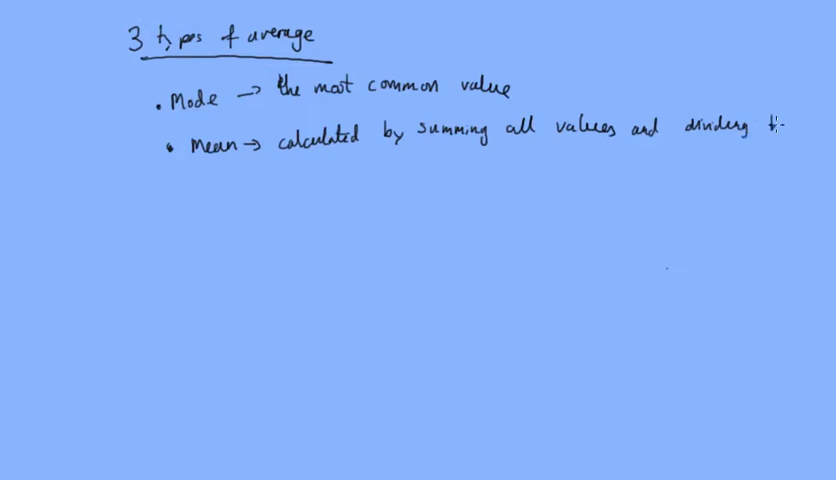 3 types of average
• Mode → the most common value
• Mean → calculated by summing all values and dividing